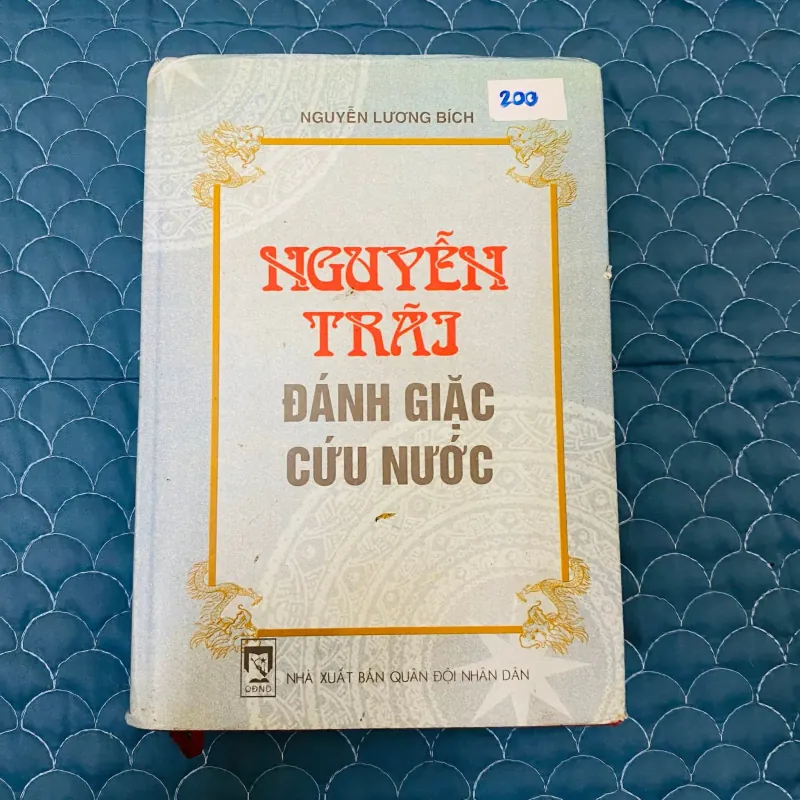 200
NGUYỄN LƯƠNG BÍCH
NGUYỄN
TRÃI
ĐÁNH GIẶC
CỨU NƯỚC
QĐND
NHÀ XUẤT BẢN QUÂN ĐỘI NHÂN DÂN